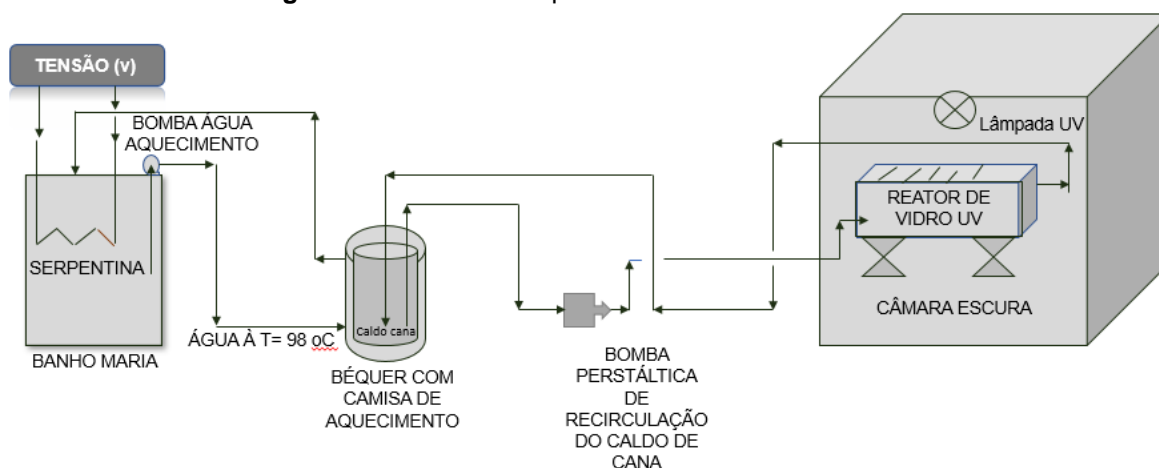 TENSÃO (v)
BOMBA ÁGUA
AQUECIMENTO
SERPENTINA
BANHO MARIA
ÁGUA À T= 98 oC
caldo cana
BÉQUER COM
CAMISA DE
AQUECIMENTO
BOMBA
PERSTÁLTICA
DE
RECIRCULAÇÃO
DO CALDO DE
CANA
Lâmpada UV
REATOR DE
VIDRO UV
CÂMARA ESCURA